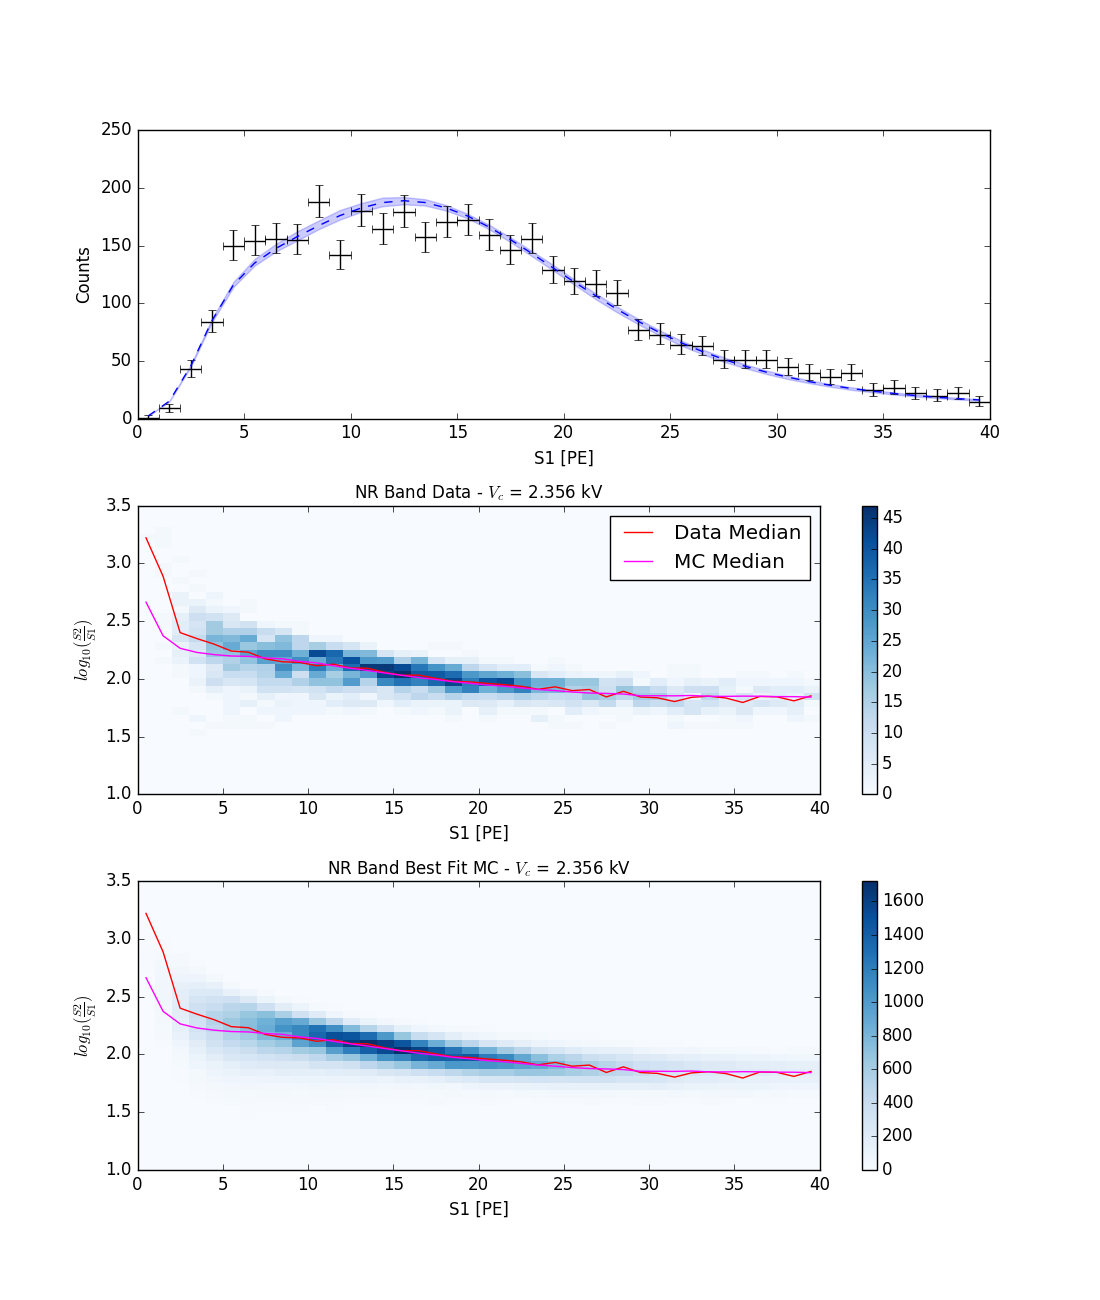 250
200
150
100
50
0
Counts
0 5 10 15 20 25 30 35 40
S1 [PE]
NR Band Data - V_c = 2.356 kV
3.5
3.0
2.5
2.0
1.5
1.0
log_10(S2/S1)
Data Median
MC Median
45
40
35
30
25
20
15
10
5
0
0 5 10 15 20 25 30 35 40
S1 [PE]
NR Band Best Fit MC - V_c = 2.356 kV
3.5
3.0
2.5
2.0
1.5
1.0
log_10(S2/S1)
1600
1400
1200
1000
800
600
400
200
0
0 5 10 15 20 25 30 35 40
S1 [PE]